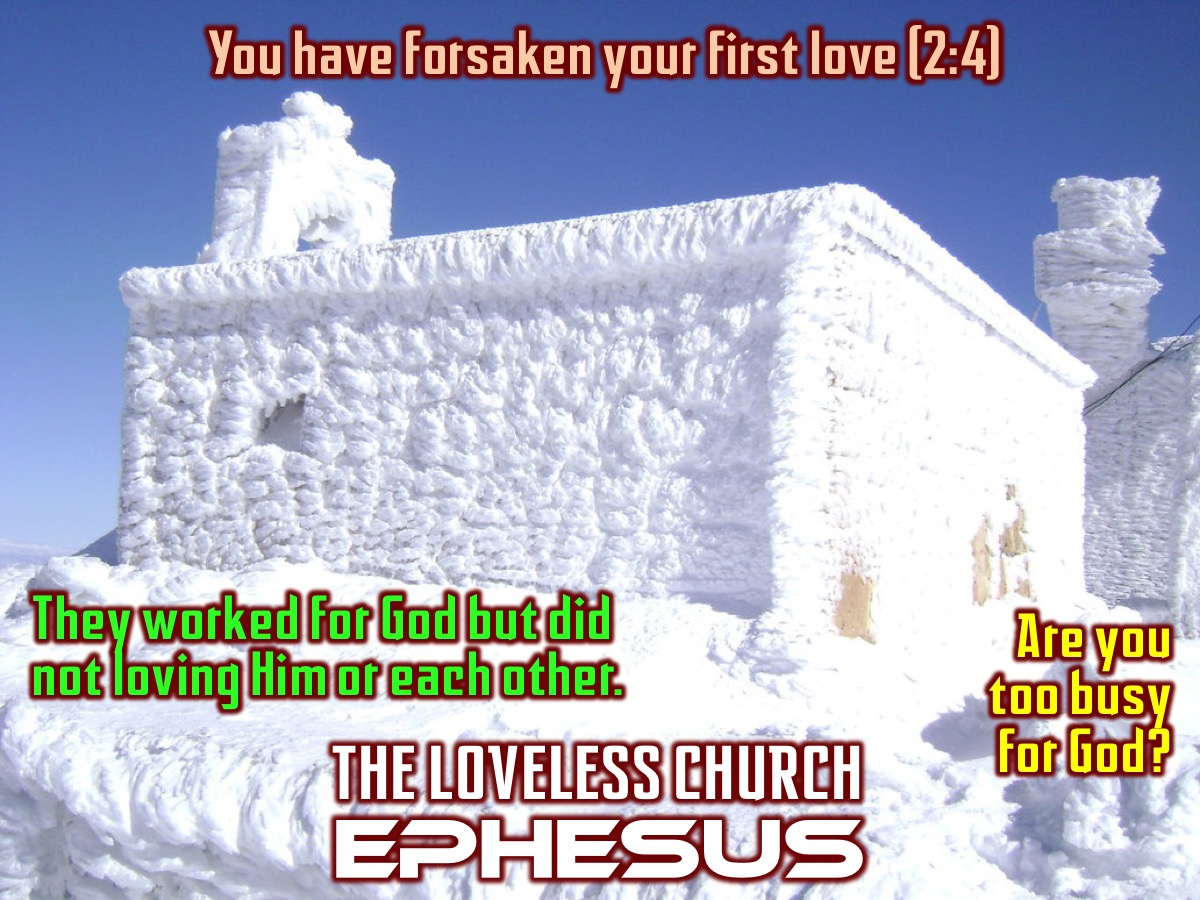 You have forsaken your first love (2:4)
They worked for God but did
not loving Him or each other.
Are you
too busy
for God?
THE LOVELESS CHURCH
EPHESUS